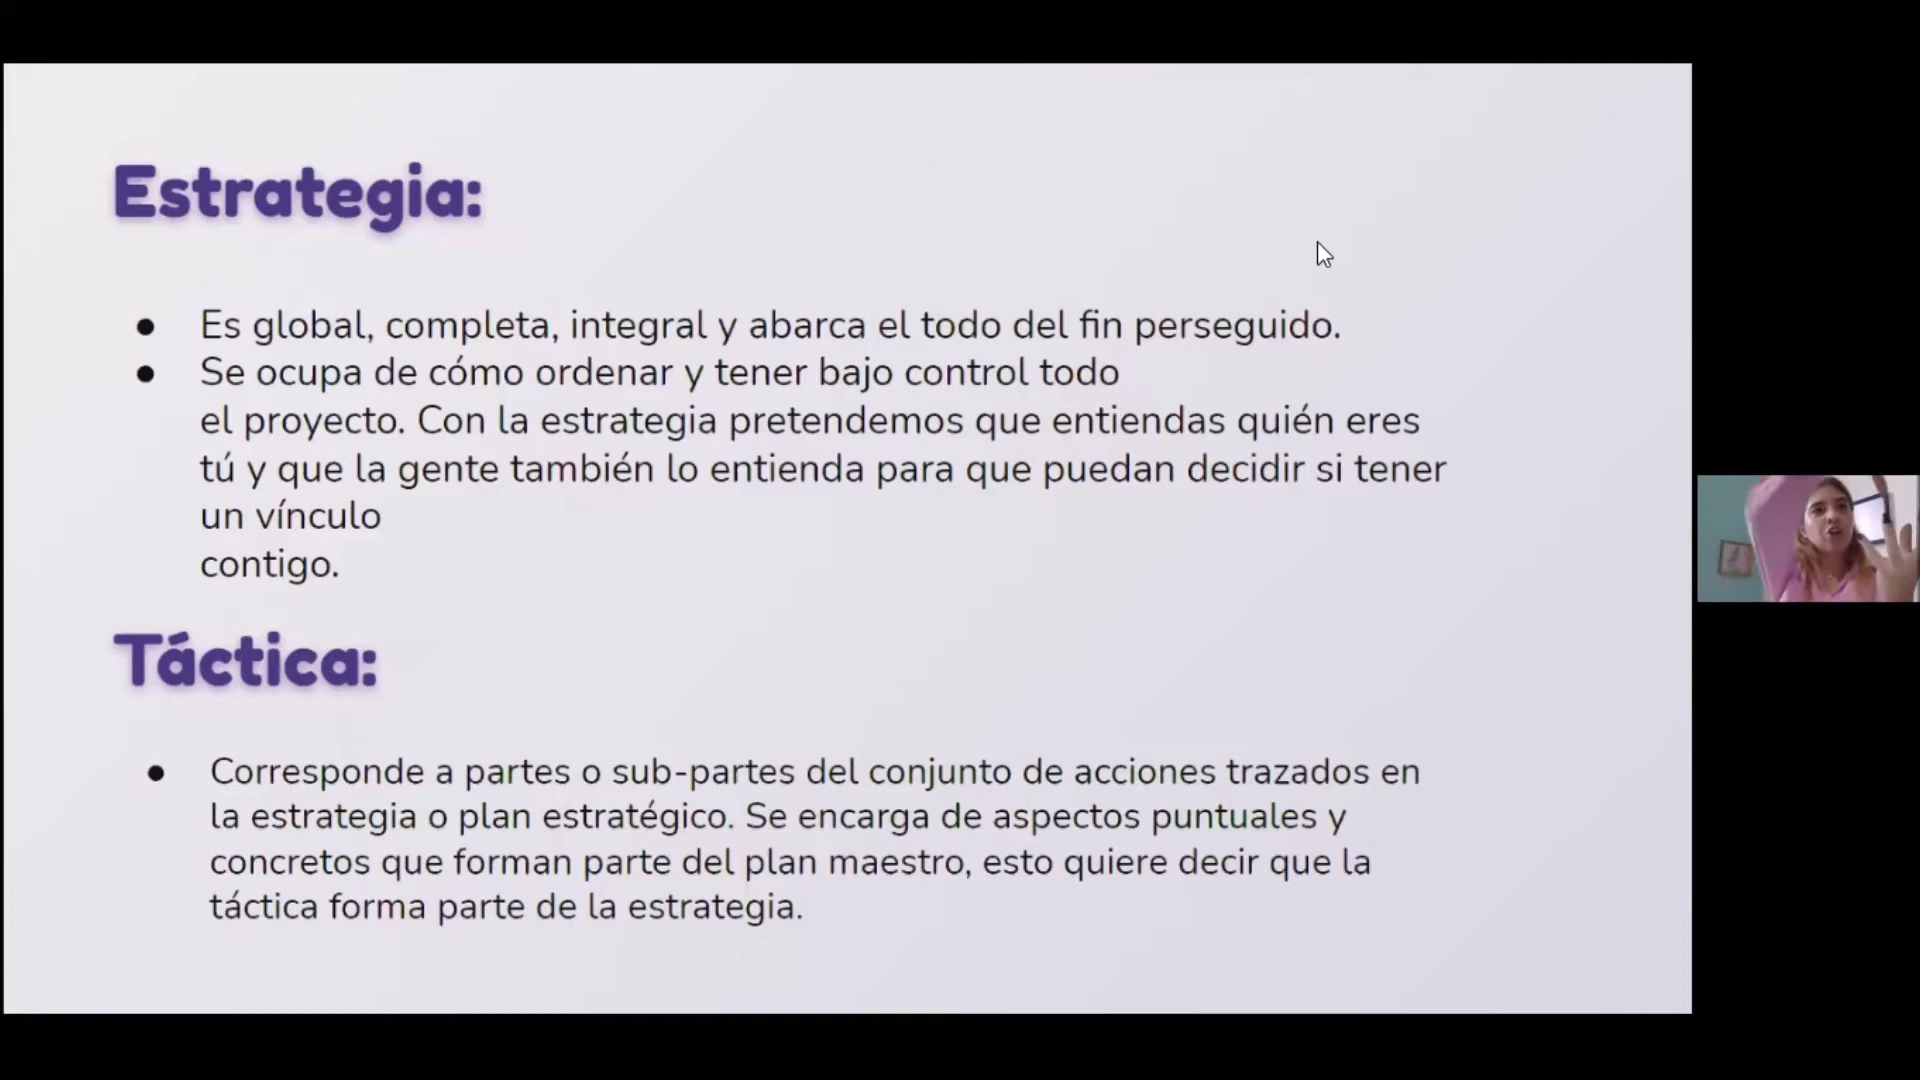 Estrategia:
● Es global, completa, integral y abarca el todo del fin perseguido.
● Se ocupa de cómo ordenar y tener bajo control todo
el proyecto. Con la estrategia pretendemos que entiendas quién eres
tú y que la gente también lo entienda para que puedan decidir si tener
un vínculo
contigo.
Táctica:
● Corresponde a partes o sub-partes del conjunto de acciones trazados en
la estrategia o plan estratégico. Se encarga de aspectos puntuales y
concretos que forman parte del plan maestro, esto quiere decir que la
táctica forma parte de la estrategia.